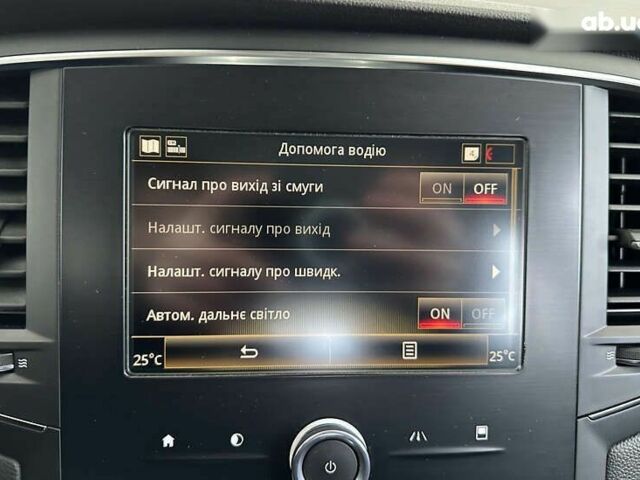 ab.ua
Допомога водію
4
Сигнал про вихід зі смуги
ON OFF
Налашт. сигналу про вихід
Налашт. сигналу про швидк.
Автом. дальнє світло
ON OFF
25°C
25°C